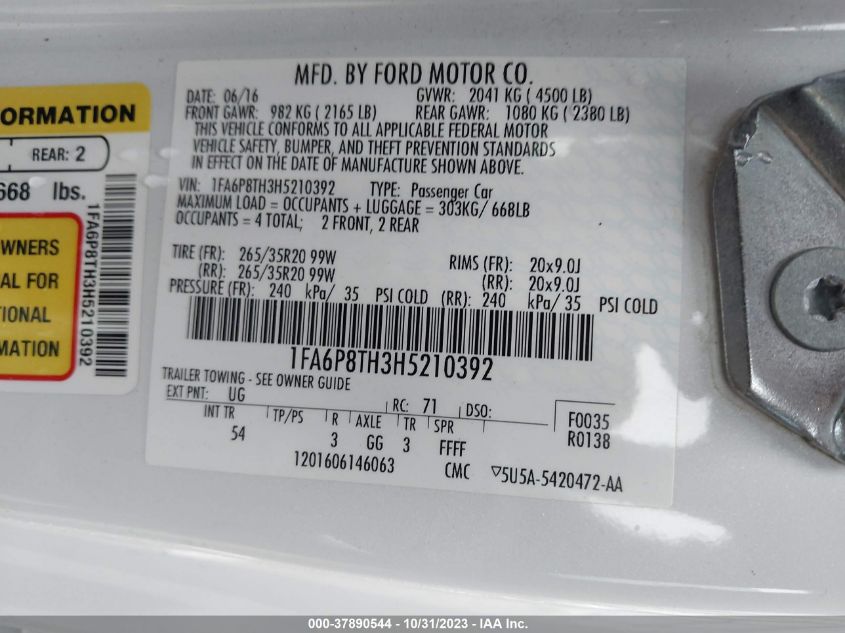 ORMATION
REAR: 2
668 lbs.
WNERS
AL FOR
TIONAL
MATION
1FA6P8TH3H5210392
MFD. BY FORD MOTOR CO.
DATE: 06/16 GVWR: 2041 KG ( 4500 LB)
FRONT GAWR: 982 KG ( 2165 LB) REAR GAWR: 1080 KG ( 2380 LB)
THIS VEHICLE CONFORMS TO ALL APPLICABLE FEDERAL MOTOR
VEHICLE SAFETY, BUMPER, AND THEFT PREVENTION STANDARDS
IN EFFECT ON THE DATE OF MANUFACTURE SHOWN ABOVE.
VIN: 1FA6P8TH3H5210392 TYPE: Passenger Car
MAXIMUM LOAD = OCCUPANTS + LUGGAGE = 303KG/ 668LB
OCCUPANTS = 4 TOTAL; 2 FRONT, 2 REAR
TIRE (FR): 265/35R20 99W RIMS (FR): 20x9.0J
(RR): 265/35R20 99W (RR): 20x9.0J
PRESSURE (FR): 240 kPa/ 35 PSI COLD (RR): 240 kPa/ 35 PSI COLD
1FA6P8TH3H5210392
TRAILER TOWING - SEE OWNER GUIDE
EXT PNT: UG RC: 71 DSO: F0035
INT TR TP/PS R AXLE TR SPR R0138
54 3 GG 3 FFFF
1201606146063 CMC ▽5U5A-5420472-AA
000-37890544 - 10/31/2023 - IAA Inc.